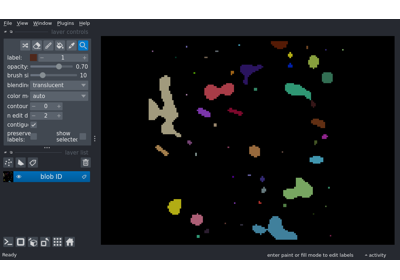 File View Window Plugins Help
layer controls
label: 1
opacity: 0.70
brush si 10
blendin translucent
color m auto
contour 0
n edit d 2
contigu
preserve
labels:
show
selected
layer list
blob ID
Ready
enter paint or fill mode to edit labels
activity